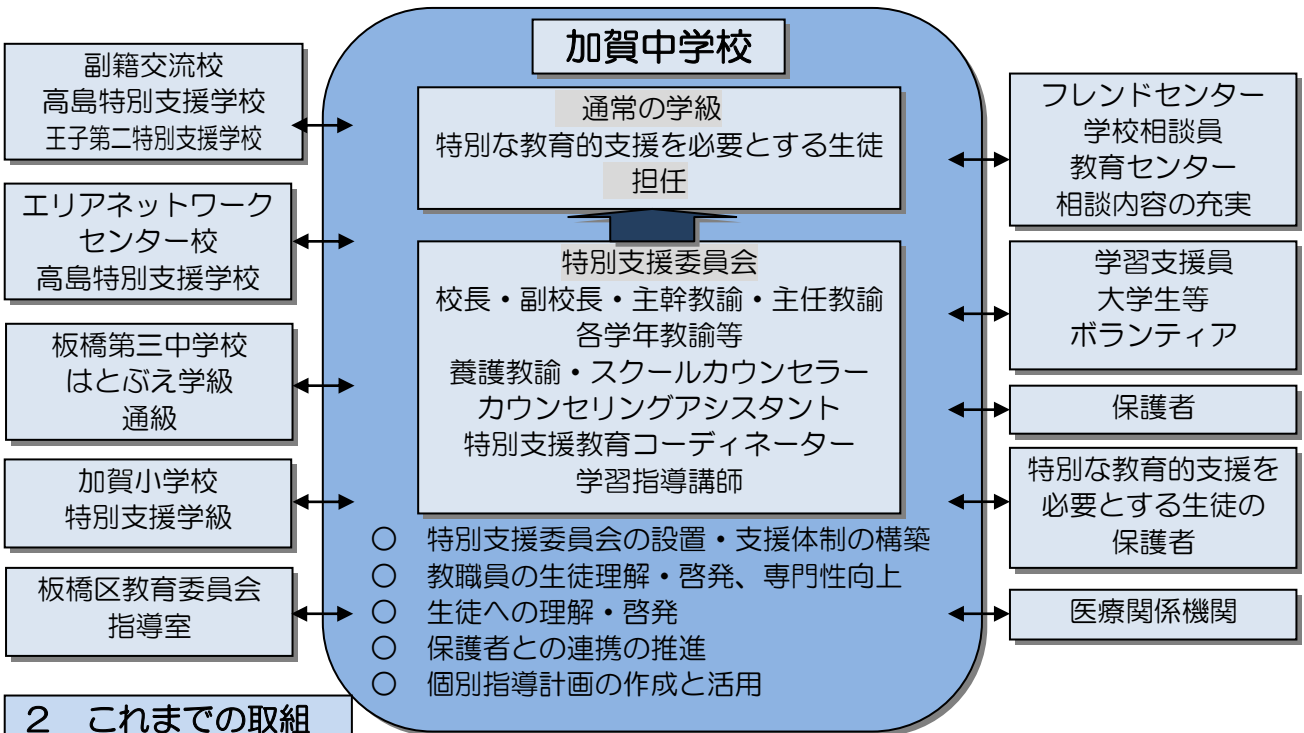 加賀中学校
副籍交流校
高島特別支援学校
王子第二特別支援学校
エリアネットワーク
センター校
高島特別支援学校
板橋第三中学校
はとぶえ学級
通級
加賀小学校
特別支援学級
板橋区教育委員会
指導室
通常の学級
特別な教育的支援を必要とする生徒
担任
特別支援委員会
校長・副校長・主幹教諭・主任教諭
各学年教諭等
養護教諭・スクールカウンセラー
カウンセリングアシスタント
特別支援教育コーディネーター
学習指導講師
○ 特別支援委員会の設置・支援体制の構築
○ 教職員の生徒理解・啓発、専門性向上
○ 生徒への理解・啓発
○ 保護者との連携の推進
○ 個別指導計画の作成と活用
フレンドセンター
学校相談員
教育センター
相談内容の充実
学習支援員
大学生等
ボランティア
保護者
特別な教育的支援を
必要とする生徒の
保護者
医療関係機関
2 これまでの取組